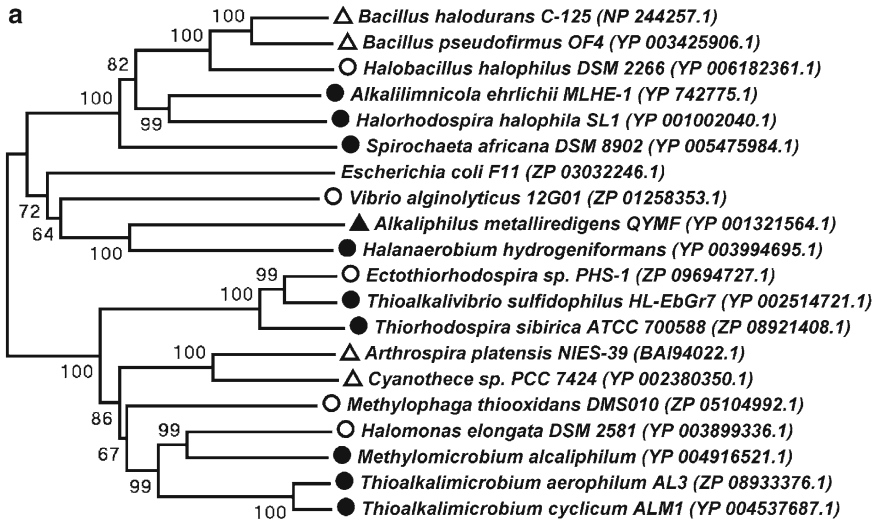 a
100
Bacillus halodurans C-125 (NP 244257.1)
100
Bacillus pseudofirmus OF4 (YP 003425906.1)
82
Halobacillus halophilus DSM 2266 (YP 006182361.1)
100
Alkalilimnicola ehrlichii MLHE-1 (YP 742775.1)
99
Halorhodospira halophila SL1 (YP 001002040.1)
Spirochaeta africana DSM 8902 (YP 005475984.1)
Escherichia coli F11 (ZP 03032246.1)
72
Vibrio alginolyticus 12G01 (ZP 01258353.1)
64
Alkaliphilus metalliredigens QYMF (YP 001321564.1)
100
Halanaerobium hydrogeniformans (YP 003994695.1)
99
Ectothiorhodospira sp. PHS-1 (ZP 09694727.1)
100
Thioalkalivibrio sulfidophilus HL-EbGr7 (YP 002514721.1)
Thiorhodospira sibirica ATCC 700588 (ZP 08921408.1)
100
100
Arthrospira platensis NIES-39 (BAI94022.1)
Cyanothece sp. PCC 7424 (YP 002380350.1)
86
Methylophaga thiooxidans DMS010 (ZP 05104992.1)
99
Halomonas elongata DSM 2581 (YP 003899336.1)
67
Methylomicrobium alcaliphilum (YP 004916521.1)
99
Thioalkalimicrobium aerophilum AL3 (ZP 08933376.1)
100
Thioalkalimicrobium cyclicum ALM1 (YP 004537687.1)